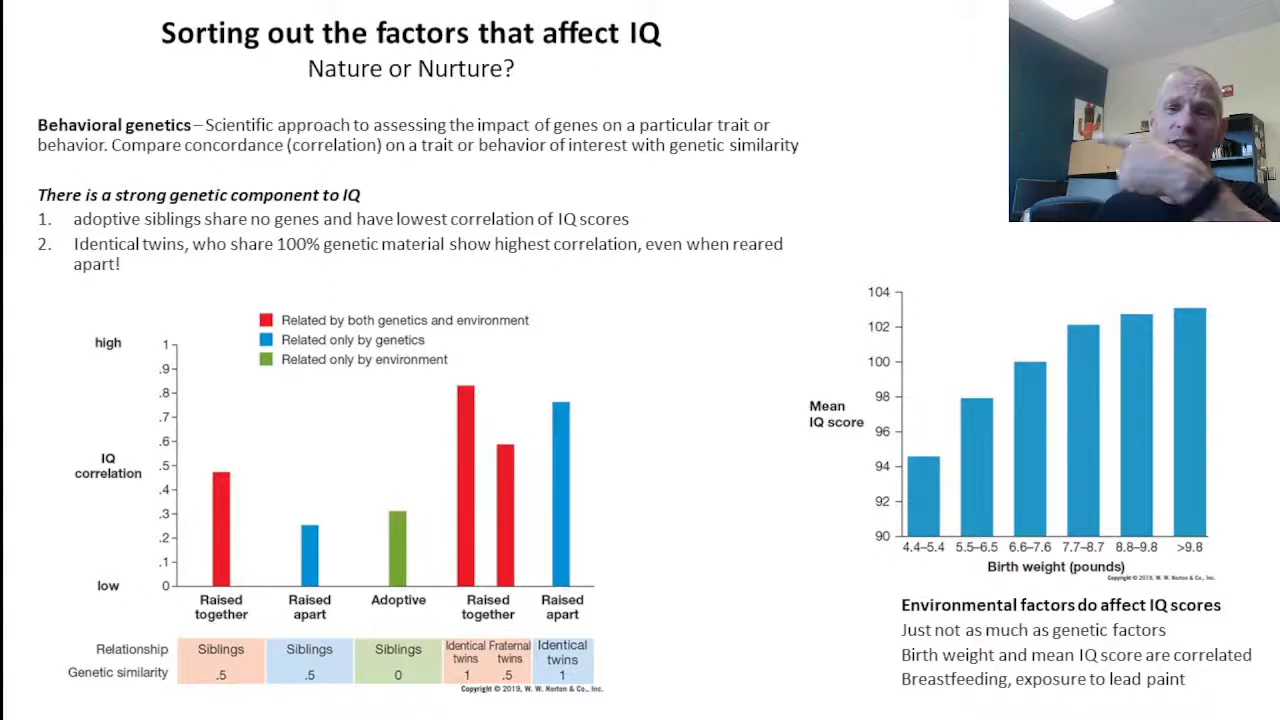 Sorting out the factors that affect IQ
Nature or Nurture?
Behavioral genetics – Scientific approach to assessing the impact of genes on a particular trait or
behavior. Compare concordance (correlation) on a trait or behavior of interest with genetic similarity
There is a strong genetic component to IQ
1. adoptive siblings share no genes and have lowest correlation of IQ scores
2. Identical twins, who share 100% genetic material show highest correlation, even when reared
apart!
Related by both genetics and environment
Related only by genetics
Related only by environment
high
IQ
correlation
low
1
.9
.8
.7
.6
.5
.4
.3
.2
.1
0
Raised together
Raised apart
Adoptive
Raised together
Raised apart
Relationship
Siblings
Siblings
Siblings
Identical twins
Fraternal twins
Identical twins
Genetic similarity
.5
.5
0
1
.5
1
Copyright © 2019, W. W. Norton & Co., Inc.
Mean
IQ score
104
102
100
98
96
94
92
90
4.4–5.4
5.5–6.5
6.6–7.6
7.7–8.7
8.8–9.8
>9.8
Birth weight (pounds)
Copyright © 2019, W. W. Norton & Co., Inc.
Environmental factors do affect IQ scores
Just not as much as genetic factors
Birth weight and mean IQ score are correlated
Breastfeeding, exposure to lead paint